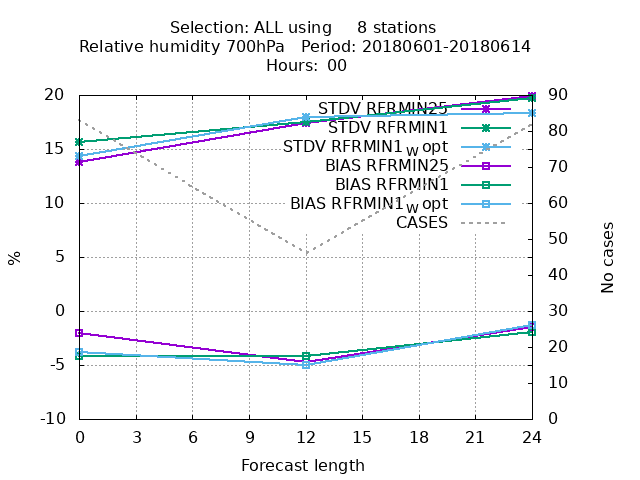 Selection: ALL using     8 stations
Relative humidity 700hPa   Period: 20180601-20180614
Hours:  00
20
15
10
5
0
-5
-10
%
90
80
70
60
50
40
30
20
10
0
No cases
STDV RFRMIN25
STDV RFRMIN1
STDV RFRMIN1_W opt
BIAS RFRMIN25
BIAS RFRMIN1
BIAS RFRMIN1_W opt
CASES
0 3 6 9 12 15 18 21 24
Forecast length